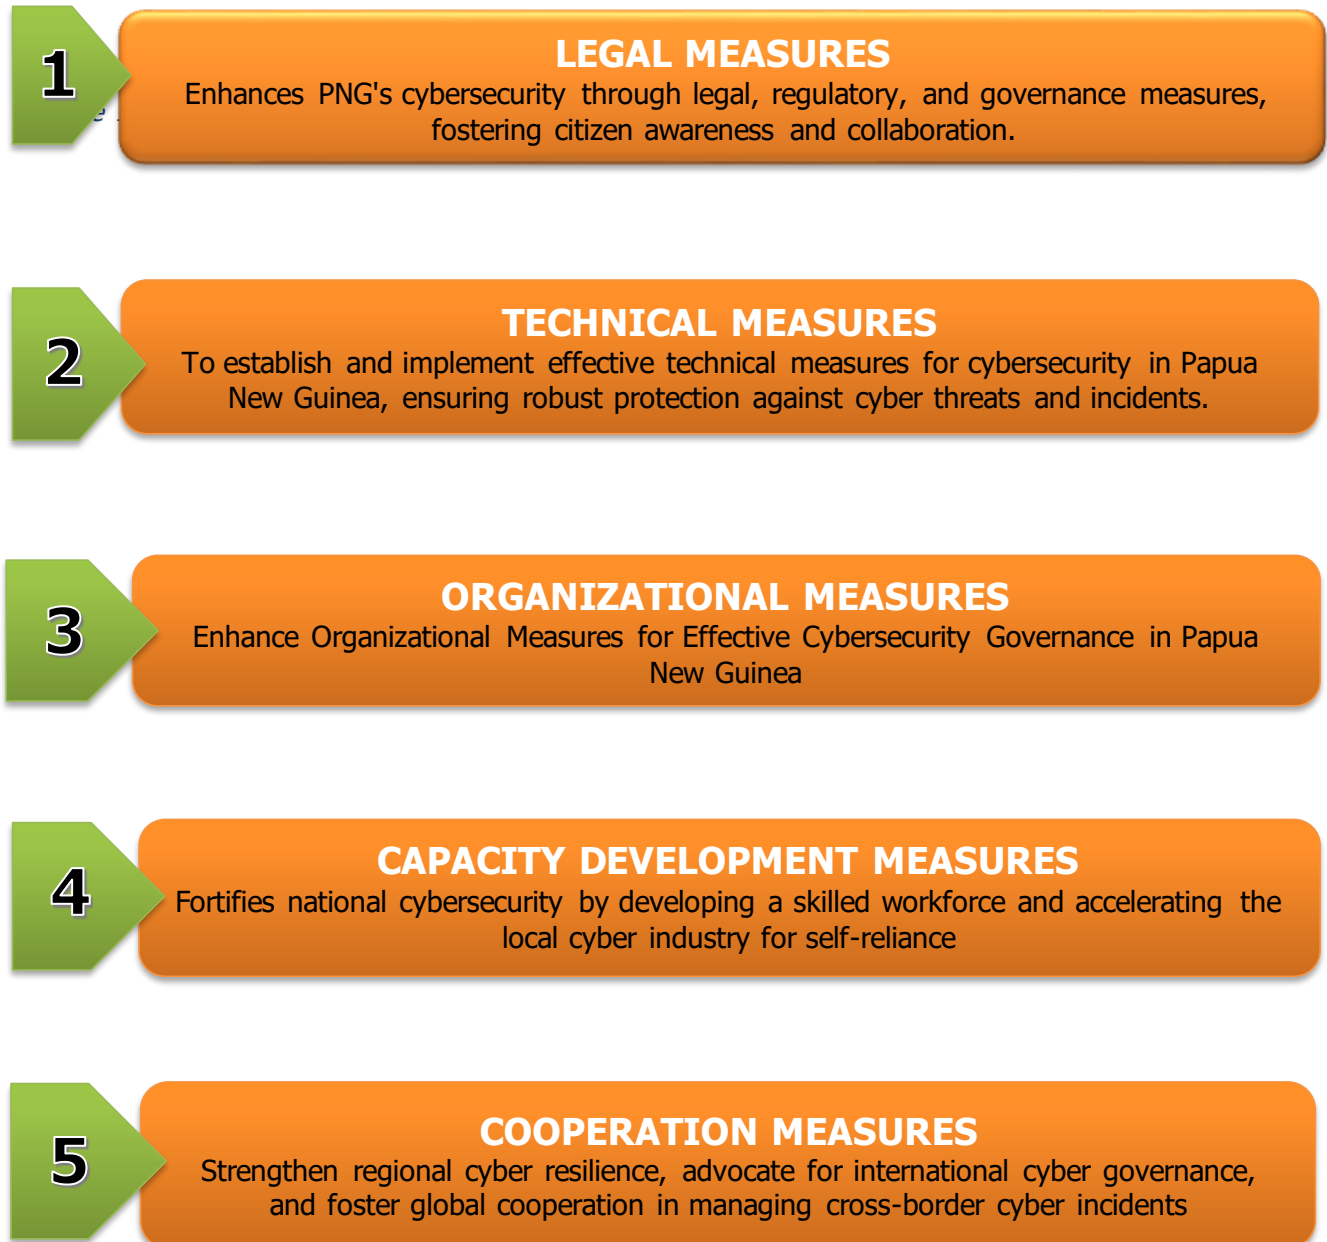 1
LEGAL MEASURES
Enhances PNG's cybersecurity through legal, regulatory, and governance measures,
fostering citizen awareness and collaboration.
2
TECHNICAL MEASURES
To establish and implement effective technical measures for cybersecurity in Papua
New Guinea, ensuring robust protection against cyber threats and incidents.
3
ORGANIZATIONAL MEASURES
Enhance Organizational Measures for Effective Cybersecurity Governance in Papua
New Guinea
4
CAPACITY DEVELOPMENT MEASURES
Fortifies national cybersecurity by developing a skilled workforce and accelerating the
local cyber industry for self-reliance
5
COOPERATION MEASURES
Strengthen regional cyber resilience, advocate for international cyber governance,
and foster global cooperation in managing cross-border cyber incidents